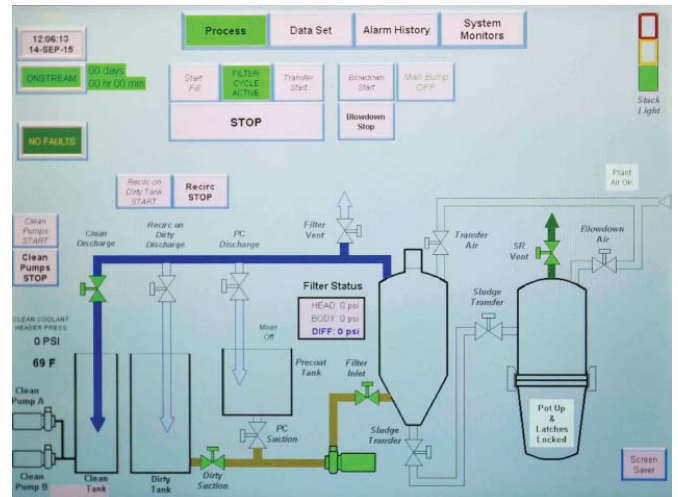 12:06:13
14-SEP-15
Process
Data Set
Alarm History
System
Monitors
ONSTREAM
00 days
00 hr 00 min
Start
Fill
FILTER
CYCLE
ACTIVE
Transfer
Start
Blowdown
Start
Man Bump
OFF
STOP
Blowdown
Stop
Stack
Light
NO FAULTS
Plant
Air OK
Recirc on
Dirty Tank
START
Recirc
STOP
Clean
Pumps
START
Clean
Pumps
STOP
Clean
Discharge
Recirc on
Dirty
Discharge
PC
Discharge
Filter
Vent
Transfer
Air
SR
Vent
Blowdown
Air
Filter Status
HEAD: 0 psi
BODY: 0 psi
DIFF: 0 psi
Sludge
Transfer
CLEAN COOLANT
HEADER PRESS
0 PSI
69 F
Mixer
Off
Precoat
Tank
Filter
Inlet
Clean
Pump A
PC
Suction
Sludge
Transfer
Pot Up
&
Latches
Locked
Clean
Pump B
Clean
Tank
Dirty
Tank
Dirty
Suction
Screen
Saver